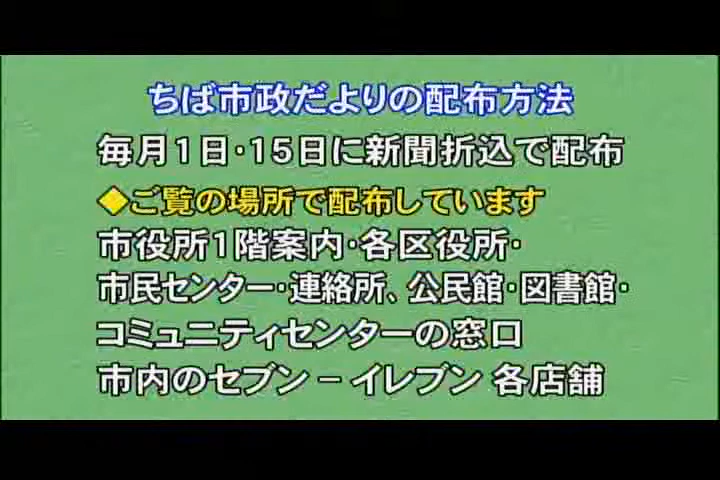 ちば市政だよりの配布方法
毎月1日･15日に新聞折込で配布
◆ご覧の場所で配布しています
市役所1階案内･各区役所･
市民センター･連絡所、公民館･図書館･
コミュニティセンターの窓口
市内のセブン－イレブン 各店舗